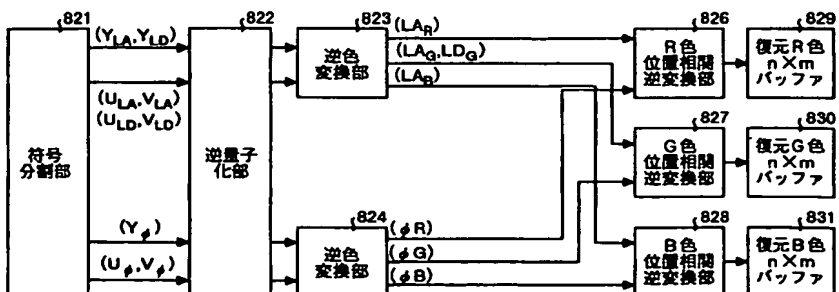 821
822
823
824
826
827
828
829
830
831
符号
分割部
(Y_LA,Y_LD)
(U_LA,V_LA)
(U_LD,V_LD)
(Y_φ)
(U_φ,V_φ)
逆量子
化部
逆色
変換部
(LA_R)
(LA_G,LD_G)
(LA_B)
逆色
変換部
(φR)
(φG)
(φB)
R色
位置相関
逆変換部
復元R色
n×m
バッファ
G色
位置相関
逆変換部
復元G色
n×m
バッファ
B色
位置相関
逆変換部
復元B色
n×m
バッファ